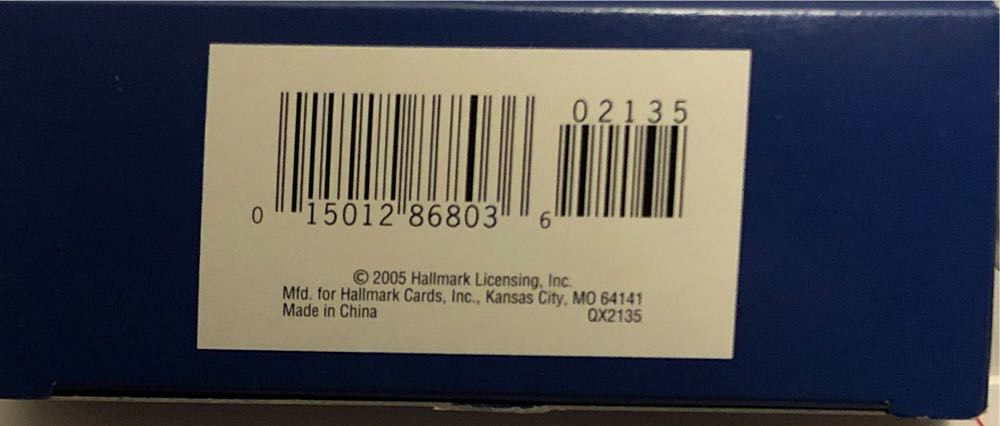 02135
0 15012 86803 6
© 2005 Hallmark Licensing, Inc.
Mfd. for Hallmark Cards, Inc., Kansas City, MO 64141
Made in China QX2135